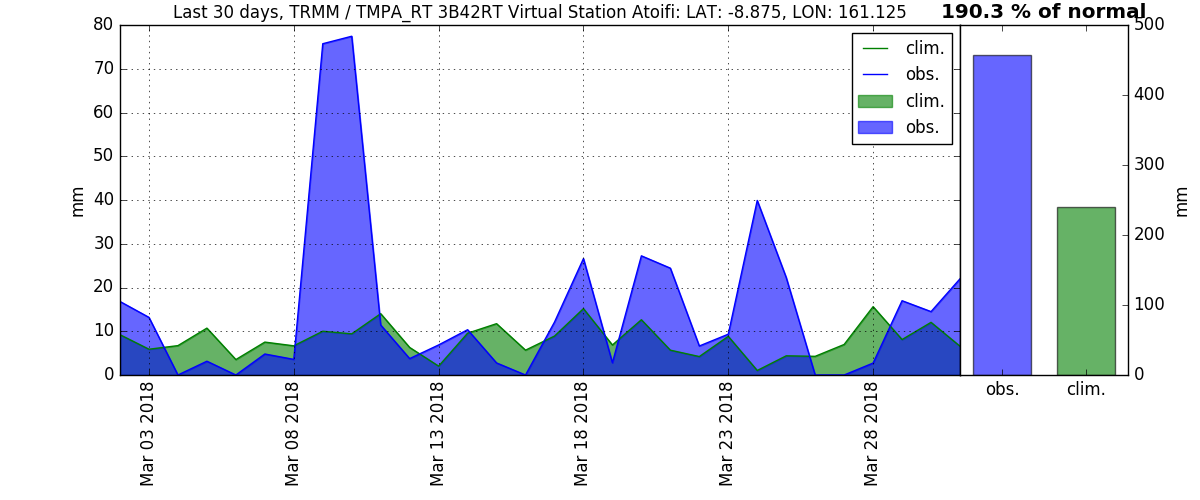 Last 30 days, TRMM / TMPA_RT 3B42RT Virtual Station Atoifi: LAT: -8.875, LON: 161.125
190.3 % of normal
80
70
60
50
40
30
20
10
0
mm
clim.
obs.
clim.
obs.
500
400
300
200
100
0
mm
obs.
clim.
Mar 03 2018
Mar 08 2018
Mar 13 2018
Mar 18 2018
Mar 23 2018
Mar 28 2018